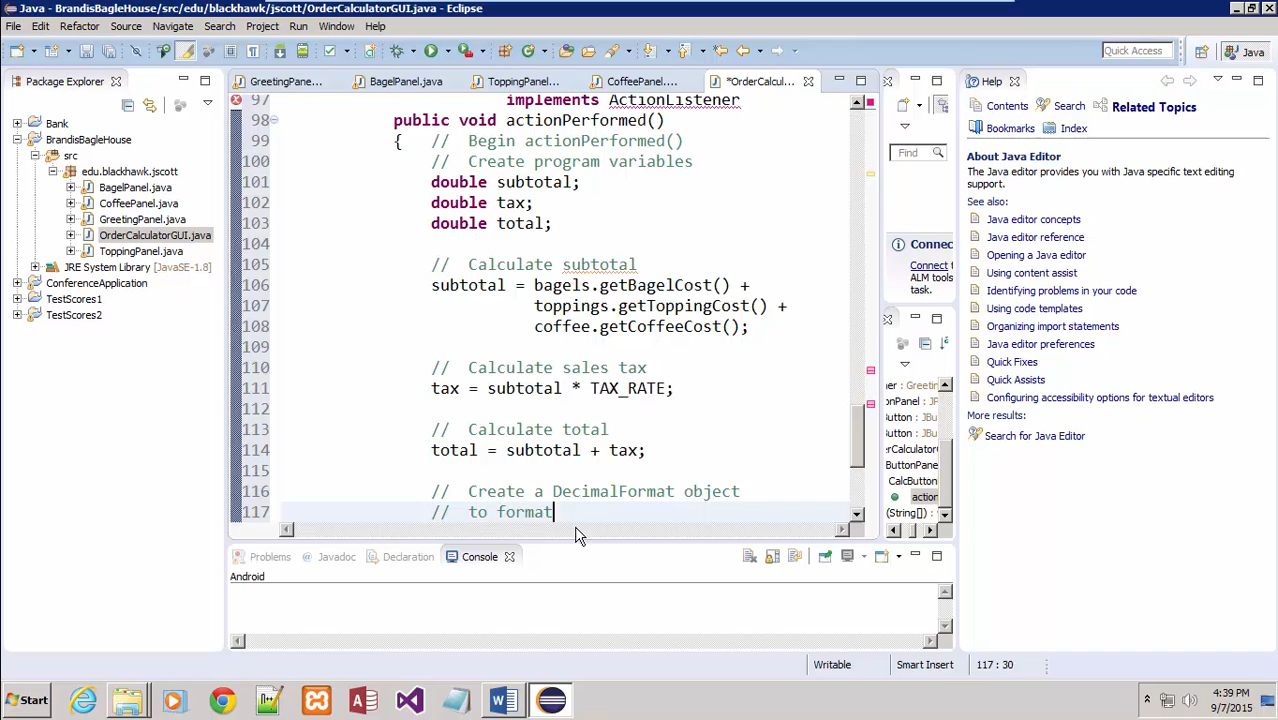 Java - BrandisBagleHouse/src/edu/blackhawk/jscott/OrderCalculatorGUI.java - Eclipse
File Edit Refactor Source Navigate Search Project Run Window Help
Quick Access
Java
Package Explorer
Bank
BrandisBagleHouse
src
edu.blackhawk.jscott
BagelPanel.java
CoffeePanel.java
GreetingPanel.java
OrderCalculatorGUI.java
ToppingPanel.java
JRE System Library [JavaSE-1.8]
ConferenceApplication
TestScores1
TestScores2
GreetingPane... BagelPanel.java ToppingPanel.... CoffeePanel.... *OrderCalcul...
97 implements ActionListener
98 public void actionPerformed()
99 { // Begin actionPerformed()
100 // Create program variables
101 double subtotal;
102 double tax;
103 double total;
104
105 // Calculate subtotal
106 subtotal = bagels.getBagelCost() +
107 toppings.getToppingCost() +
108 coffee.getCoffeeCost();
109
110 // Calculate sales tax
111 tax = subtotal * TAX_RATE;
112
113 // Calculate total
114 total = subtotal + tax;
115
116 // Create a DecimalFormat object
117 // to format
Find
Connec
Connect t
ALM tools
task.
ner : Greetin
onPanel : JP
Button : JBu
Button : JBu
erCalculatorG
ButtonPanel
CalcButton
action
(String[])
Help
Contents Search Related Topics
Bookmarks Index
About Java Editor
The Java editor provides you with Java specific text editing
support.
See also:
Java editor concepts
Java editor reference
Opening a Java editor
Using content assist
Identifying problems in your code
Using code templates
Organizing import statements
Java editor preferences
Quick Fixes
Quick Assists
Configuring accessibility options for textual editors
More results:
Search for Java Editor
Problems Javadoc Declaration Console
Android
Writable Smart Insert 117 : 30
Start
4:39 PM
9/7/2015